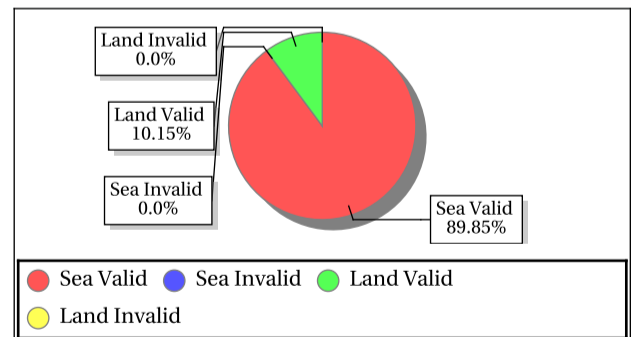 Land Invalid
0.0%
Land Valid
10.15%
Sea Invalid
0.0%
Sea Valid
89.85%
Sea Valid Sea Invalid Land Valid
Land Invalid